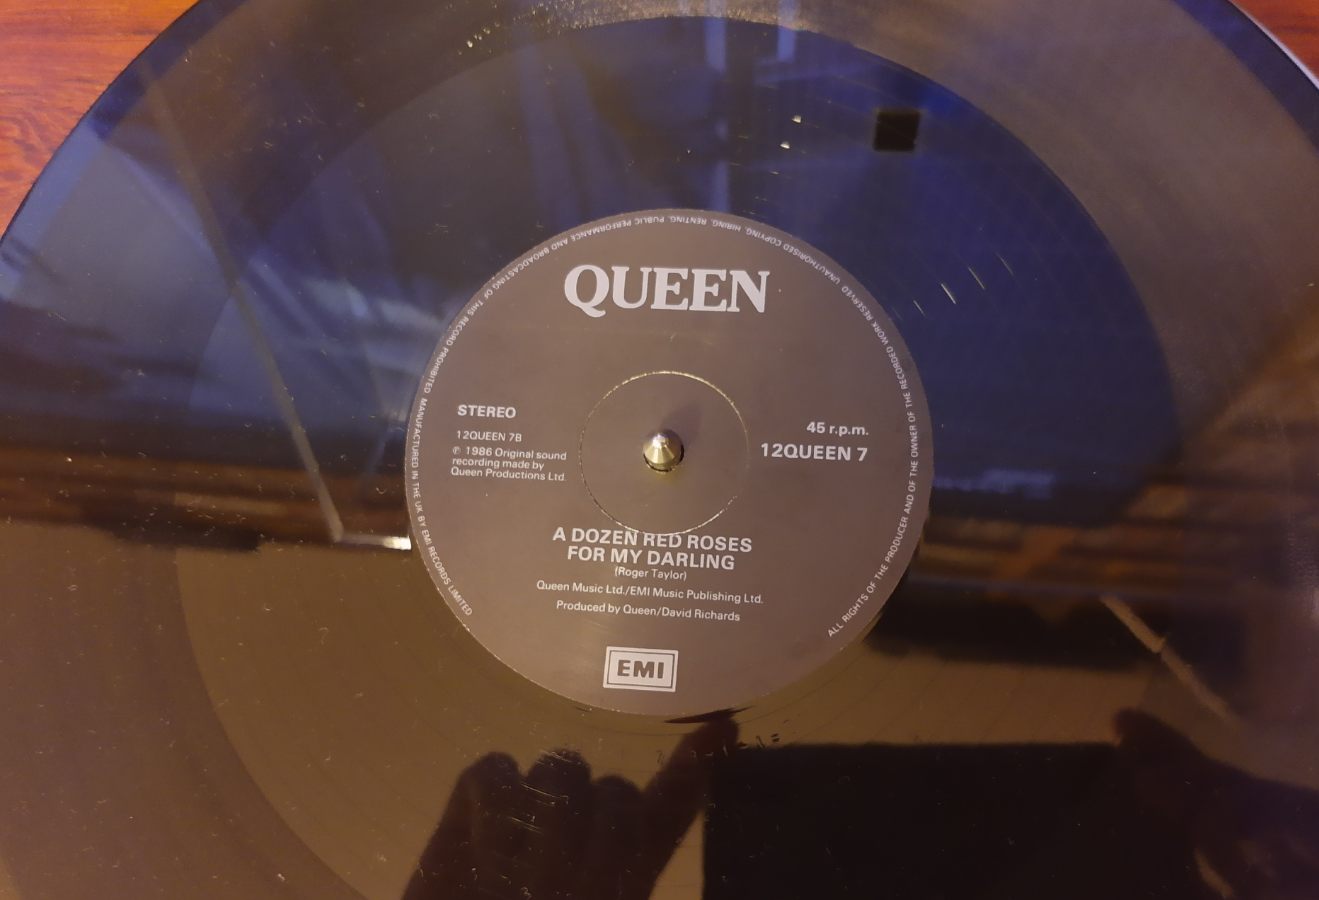 QUEEN
STEREO
12QUEEN 7B
℗ 1986 Original sound
recording made by
Queen Productions Ltd.
45 r.p.m.
12QUEEN 7
A DOZEN RED ROSES
FOR MY DARLING
(Roger Taylor)
Queen Music Ltd./EMI Music Publishing Ltd.
Produced by Queen/David Richards
EMI
ALL RIGHTS OF THE PRODUCER AND OF THE OWNER OF THE RECORDED WORK RESERVED UNAUTHORISED COPYING, HIRING, RENTING, PUBLIC PERFORMANCE AND BROADCASTING OF THIS RECORD PROHIBITED MANUFACTURED IN THE UK BY EMI RECORDS LIMITED